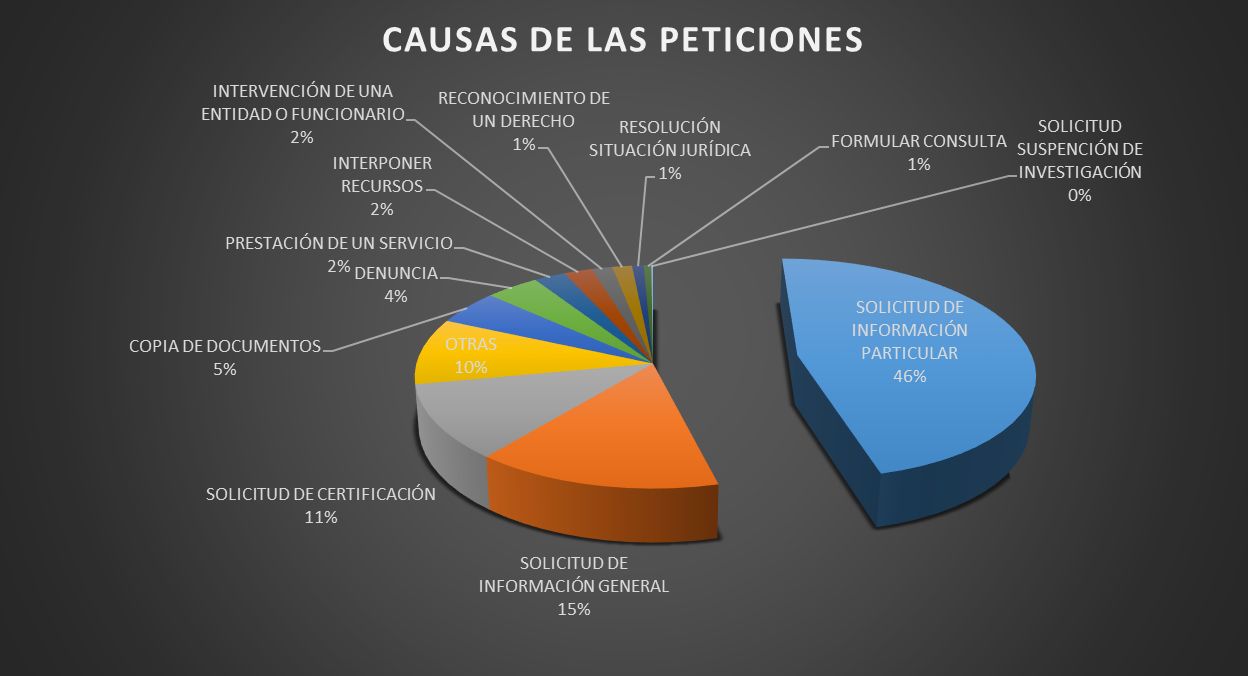 CAUSAS DE LAS PETICIONES
INTERVENCIÓN DE UNA
ENTIDAD O FUNCIONARIO
2%
RECONOCIMIENTO DE
UN DERECHO
1%
RESOLUCIÓN
SITUACIÓN JURÍDICA
1%
FORMULAR CONSULTA
1%
SOLICITUD
SUSPENCIÓN DE
INVESTIGACIÓN
0%
INTERPONER
RECURSOS
2%
PRESTACIÓN DE UN SERVICIO
2%
DENUNCIA
4%
COPIA DE DOCUMENTOS
5%
OTRAS
10%
SOLICITUD DE
INFORMACIÓN
PARTICULAR
46%
SOLICITUD DE CERTIFICACIÓN
11%
SOLICITUD DE
INFORMACIÓN GENERAL
15%